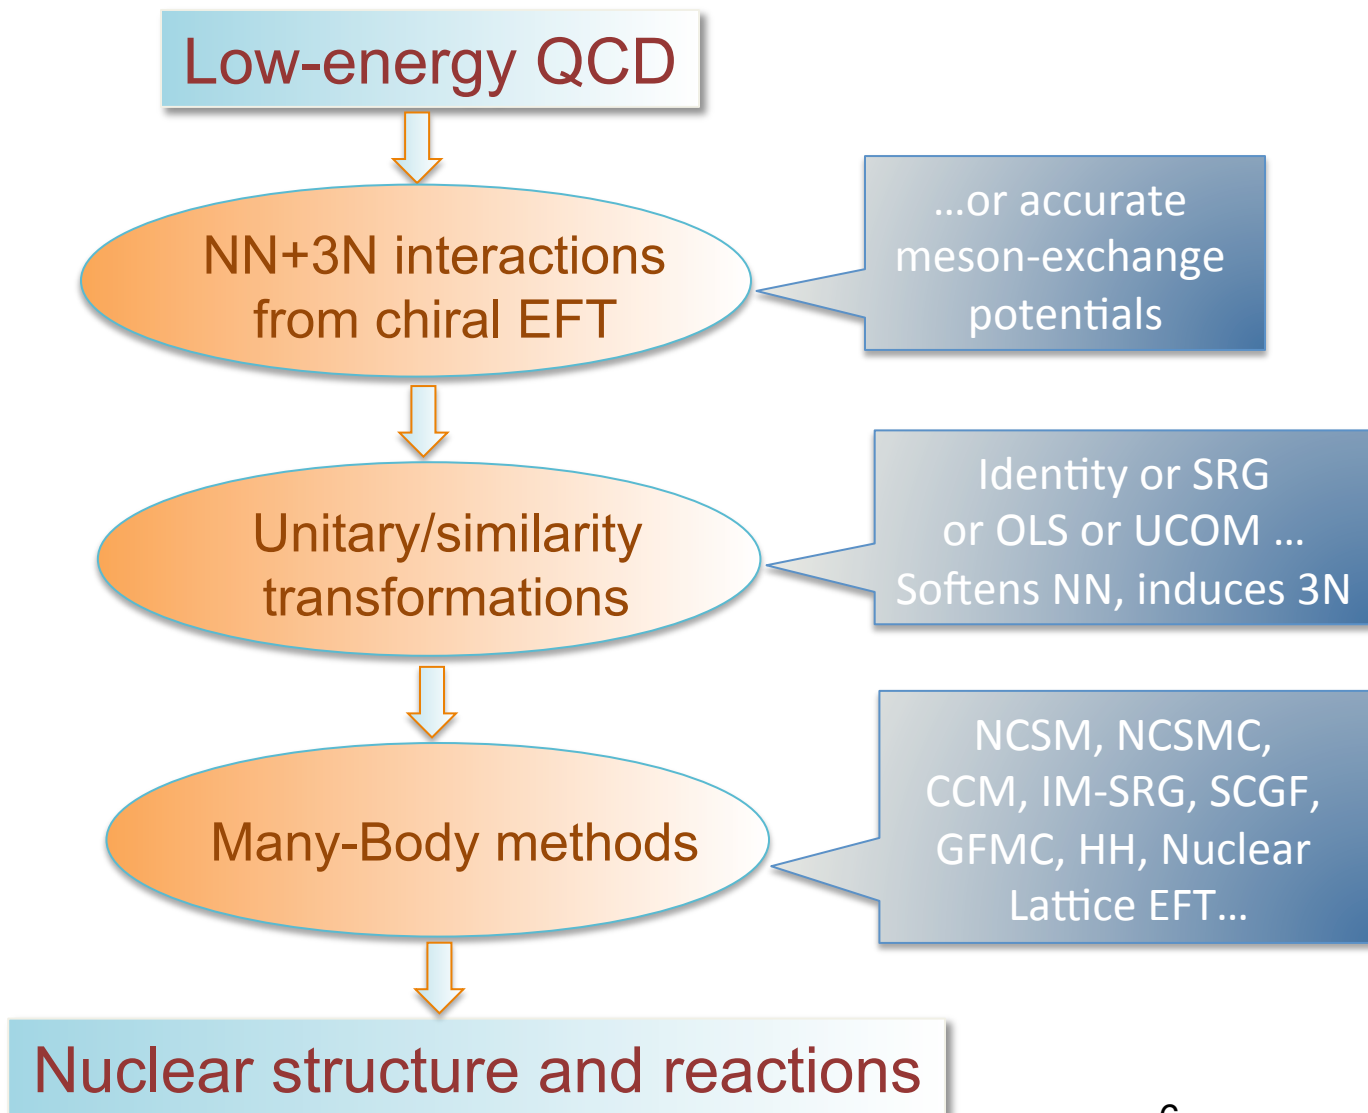 Low-energy QCD
NN+3N interactions
from chiral EFT
…or accurate
meson-exchange
potentials
Unitary/similarity
transformations
Identity or SRG
or OLS or UCOM …
Softens NN, induces 3N
Many-Body methods
NCSM, NCSMC,
CCM, IM-SRG, SCGF,
GFMC, HH, Nuclear
Lattice EFT…
Nuclear structure and reactions